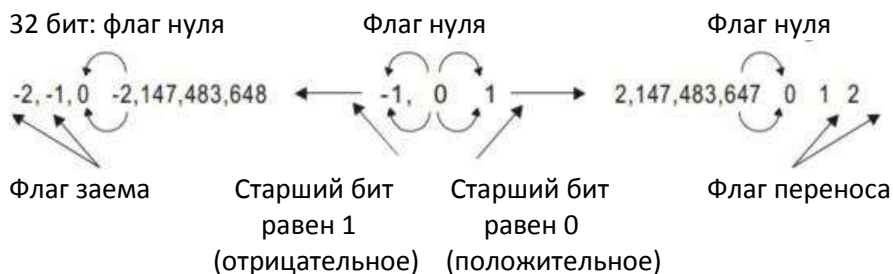 32 бит: флаг нуля Флаг нуля Флаг нуля
-2, -1, 0 -2,147,483,648 -1, 0 1 2,147,483,647 0 1 2
Флаг заема Старший бит Старший бит Флаг переноса
равен 1 равен 0
(отрицательное) (положительное)